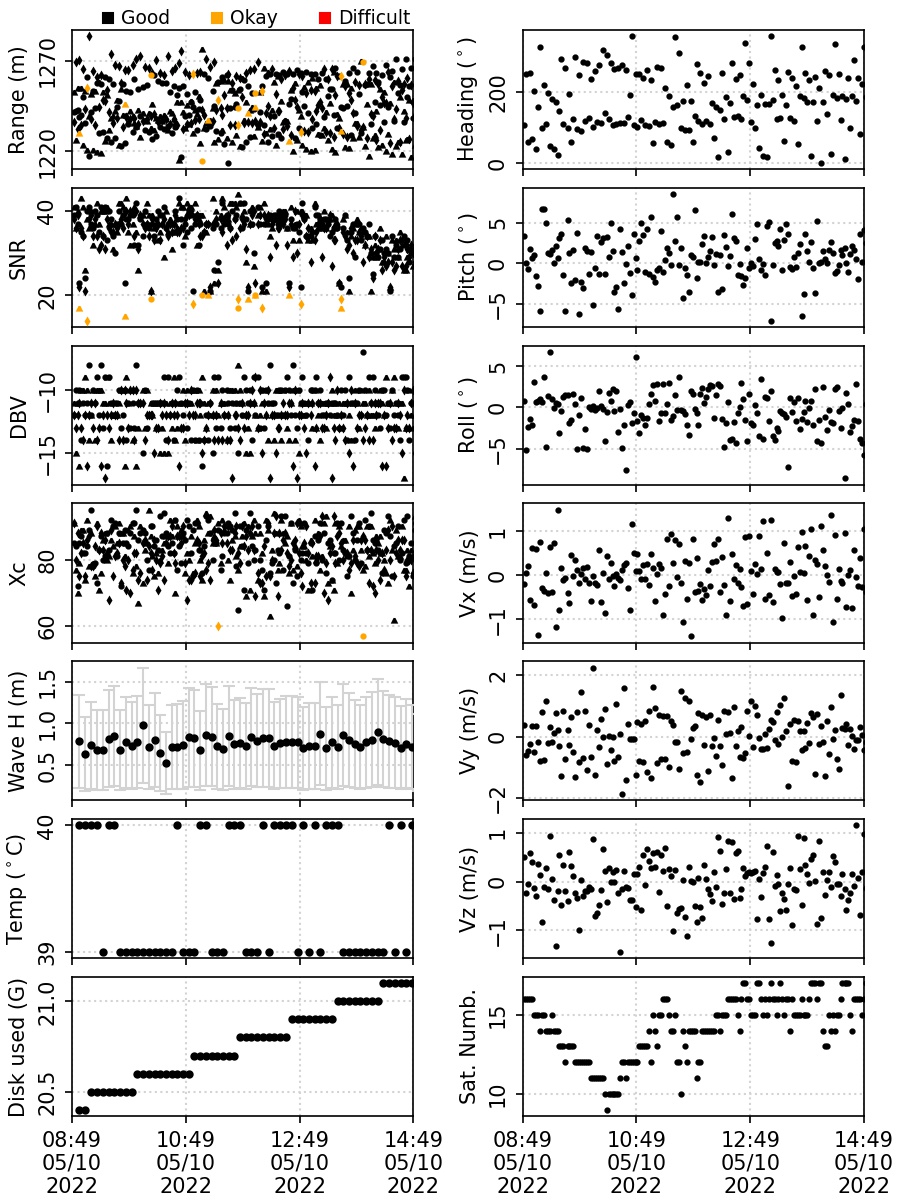 Good Okay Difficult
Range (m)
1270
1220
Heading (°)
200
0
SNR
40
20
Pitch (°)
5
0
−5
DBV
−10
−15
Roll (°)
5
0
−5
Xc
80
60
Vx (m/s)
1
0
−1
Wave H (m)
1.5
1.0
0.5
Vy (m/s)
2
0
−2
Temp (°C)
40
39
Vz (m/s)
1
0
−1
Disk used (G)
21.0
20.5
Sat. Numb.
15
10
08:49 10:49 12:49 14:49 08:49 10:49 12:49 14:49
05/10 05/10 05/10 05/10 05/10 05/10 05/10 05/10
2022 2022 2022 2022 2022 2022 2022 2022